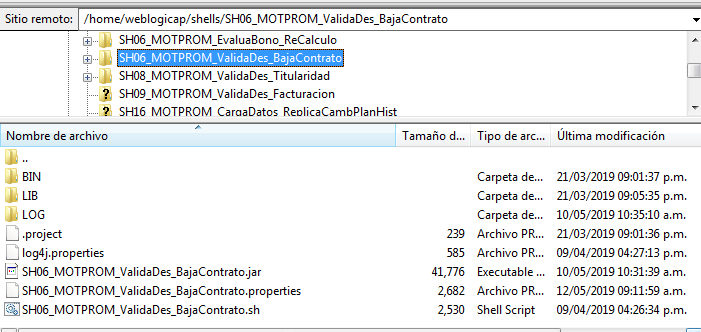 Sitio remoto: /home/weblogicap/shells/SH06_MOTPROM_ValidaDes_BajaContrato
SH06_MOTPROM_EvaluaBono_ReCalculo
SH06_MOTPROM_ValidaDes_BajaContrato
SH08_MOTPROM_ValidaDes_Titularidad
SH09_MOTPROM_ValidaDes_Facturacion
SH16_MOTPROM_CargaDatos_ReplicaCambPlanHist
Nombre de archivo Tamaño d... Tipo de arc... Última modificación
..
BIN Carpeta de... 21/03/2019 09:01:37 p.m.
LIB Carpeta de... 21/03/2019 09:05:35 p.m.
LOG Carpeta de... 10/05/2019 10:35:10 a.m.
.project 239 Archivo PR... 21/03/2019 09:01:36 p.m.
log4j.properties 585 Archivo PR... 09/04/2019 04:27:13 p.m.
SH06_MOTPROM_ValidaDes_BajaContrato.jar 41,776 Executable ... 10/05/2019 10:31:39 a.m.
SH06_MOTPROM_ValidaDes_BajaContrato.properties 2,682 Archivo PR... 12/05/2019 09:11:59 a.m.
SH06_MOTPROM_ValidaDes_BajaContrato.sh 2,530 Shell Script 09/04/2019 04:26:34 p.m.